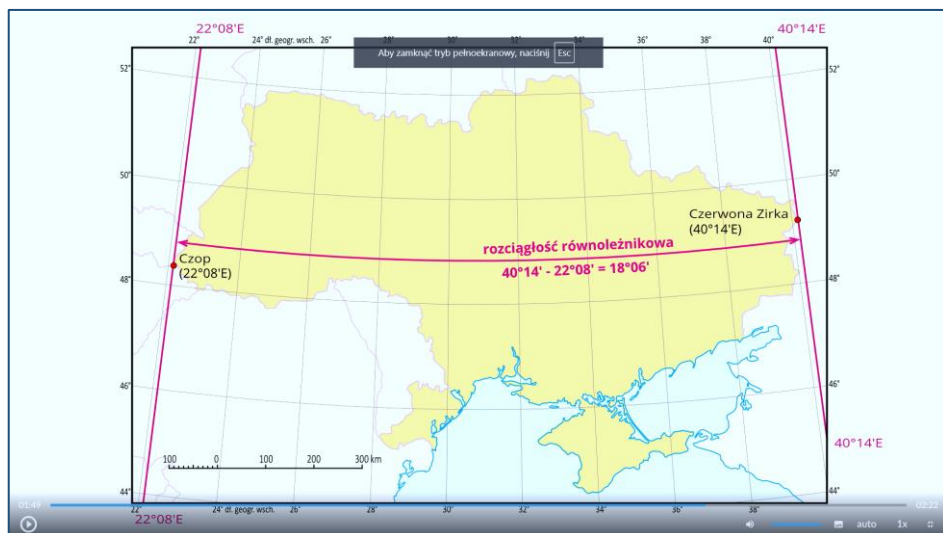 22°08'E
40°14'E
22° dł. geogr. wsch. 24° 26° 28° 30° 32° 34° 36° 38° 40°
Aby zamknąć tryb pełnoekranowy, naciśnij Esc
52° 52°
50° 50°
Czerwona Zirka
(40°14'E)
rozciągłość równoleżnikowa
40°14' - 22°08' = 18°06'
Czop
(22°08'E)
48° 48°
46° 46°
40°14'E
100 0 100 200 300 km
44° 44°
22° 24° dł. geogr. wsch. 26° 28° 30° 32° 34° 36° 38°
22°08'E
01:49 02:22
auto 1x